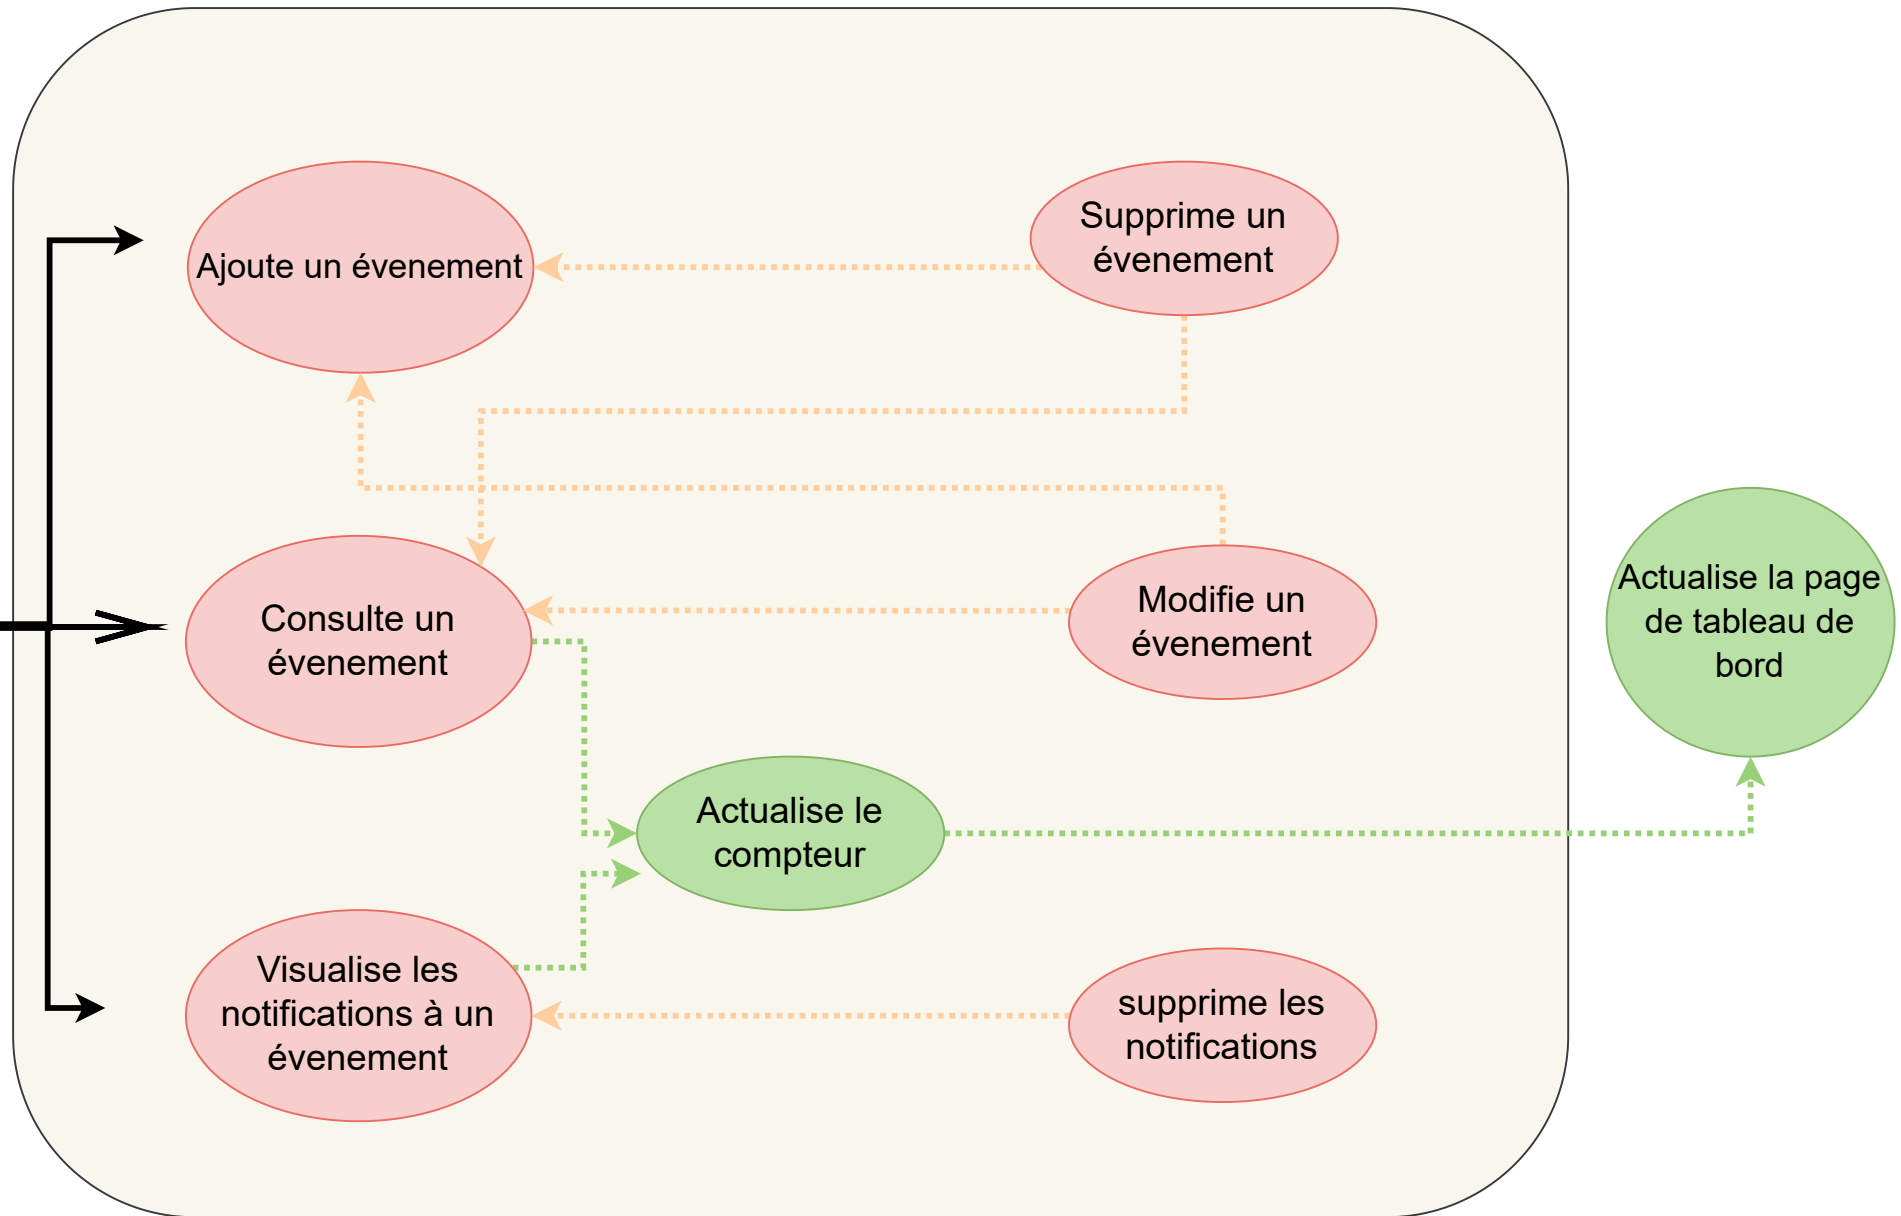 Ajoute un évenement
Supprime un
évenement
Consulte un
évenement
Modifie un
évenement
Actualise la page
de tableau de
bord
Actualise le
compteur
Visualise les
notifications à un
évenement
supprime les
notifications